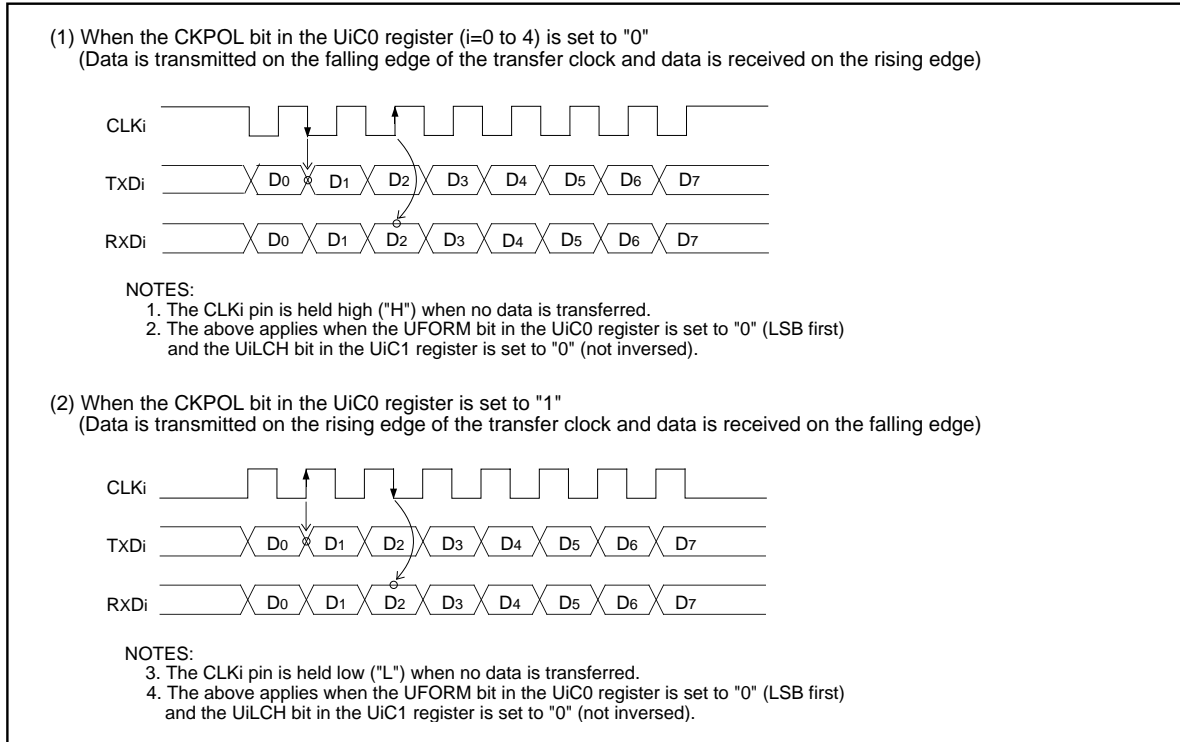 (1) When the CKPOL bit in the UiC0 register (i=0 to 4) is set to "0"
(Data is transmitted on the falling edge of the transfer clock and data is received on the rising edge)
CLKi
TXDi D0 D1 D2 D3 D4 D5 D6 D7
RXDi D0 D1 D2 D3 D4 D5 D6 D7
NOTES:
1. The CLKi pin is held high ("H") when no data is transferred.
2. The above applies when the UFORM bit in the UiC0 register is set to "0" (LSB first)
and the UiLCH bit in the UiC1 register is set to "0" (not inversed).
(2) When the CKPOL bit in the UiC0 register is set to "1"
(Data is transmitted on the rising edge of the transfer clock and data is received on the falling edge)
CLKi
TXDi D0 D1 D2 D3 D4 D5 D6 D7
RXDi D0 D1 D2 D3 D4 D5 D6 D7
NOTES:
3. The CLKi pin is held low ("L") when no data is transferred.
4. The above applies when the UFORM bit in the UiC0 register is set to "0" (LSB first)
and the UiLCH bit in the UiC1 register is set to "0" (not inversed).